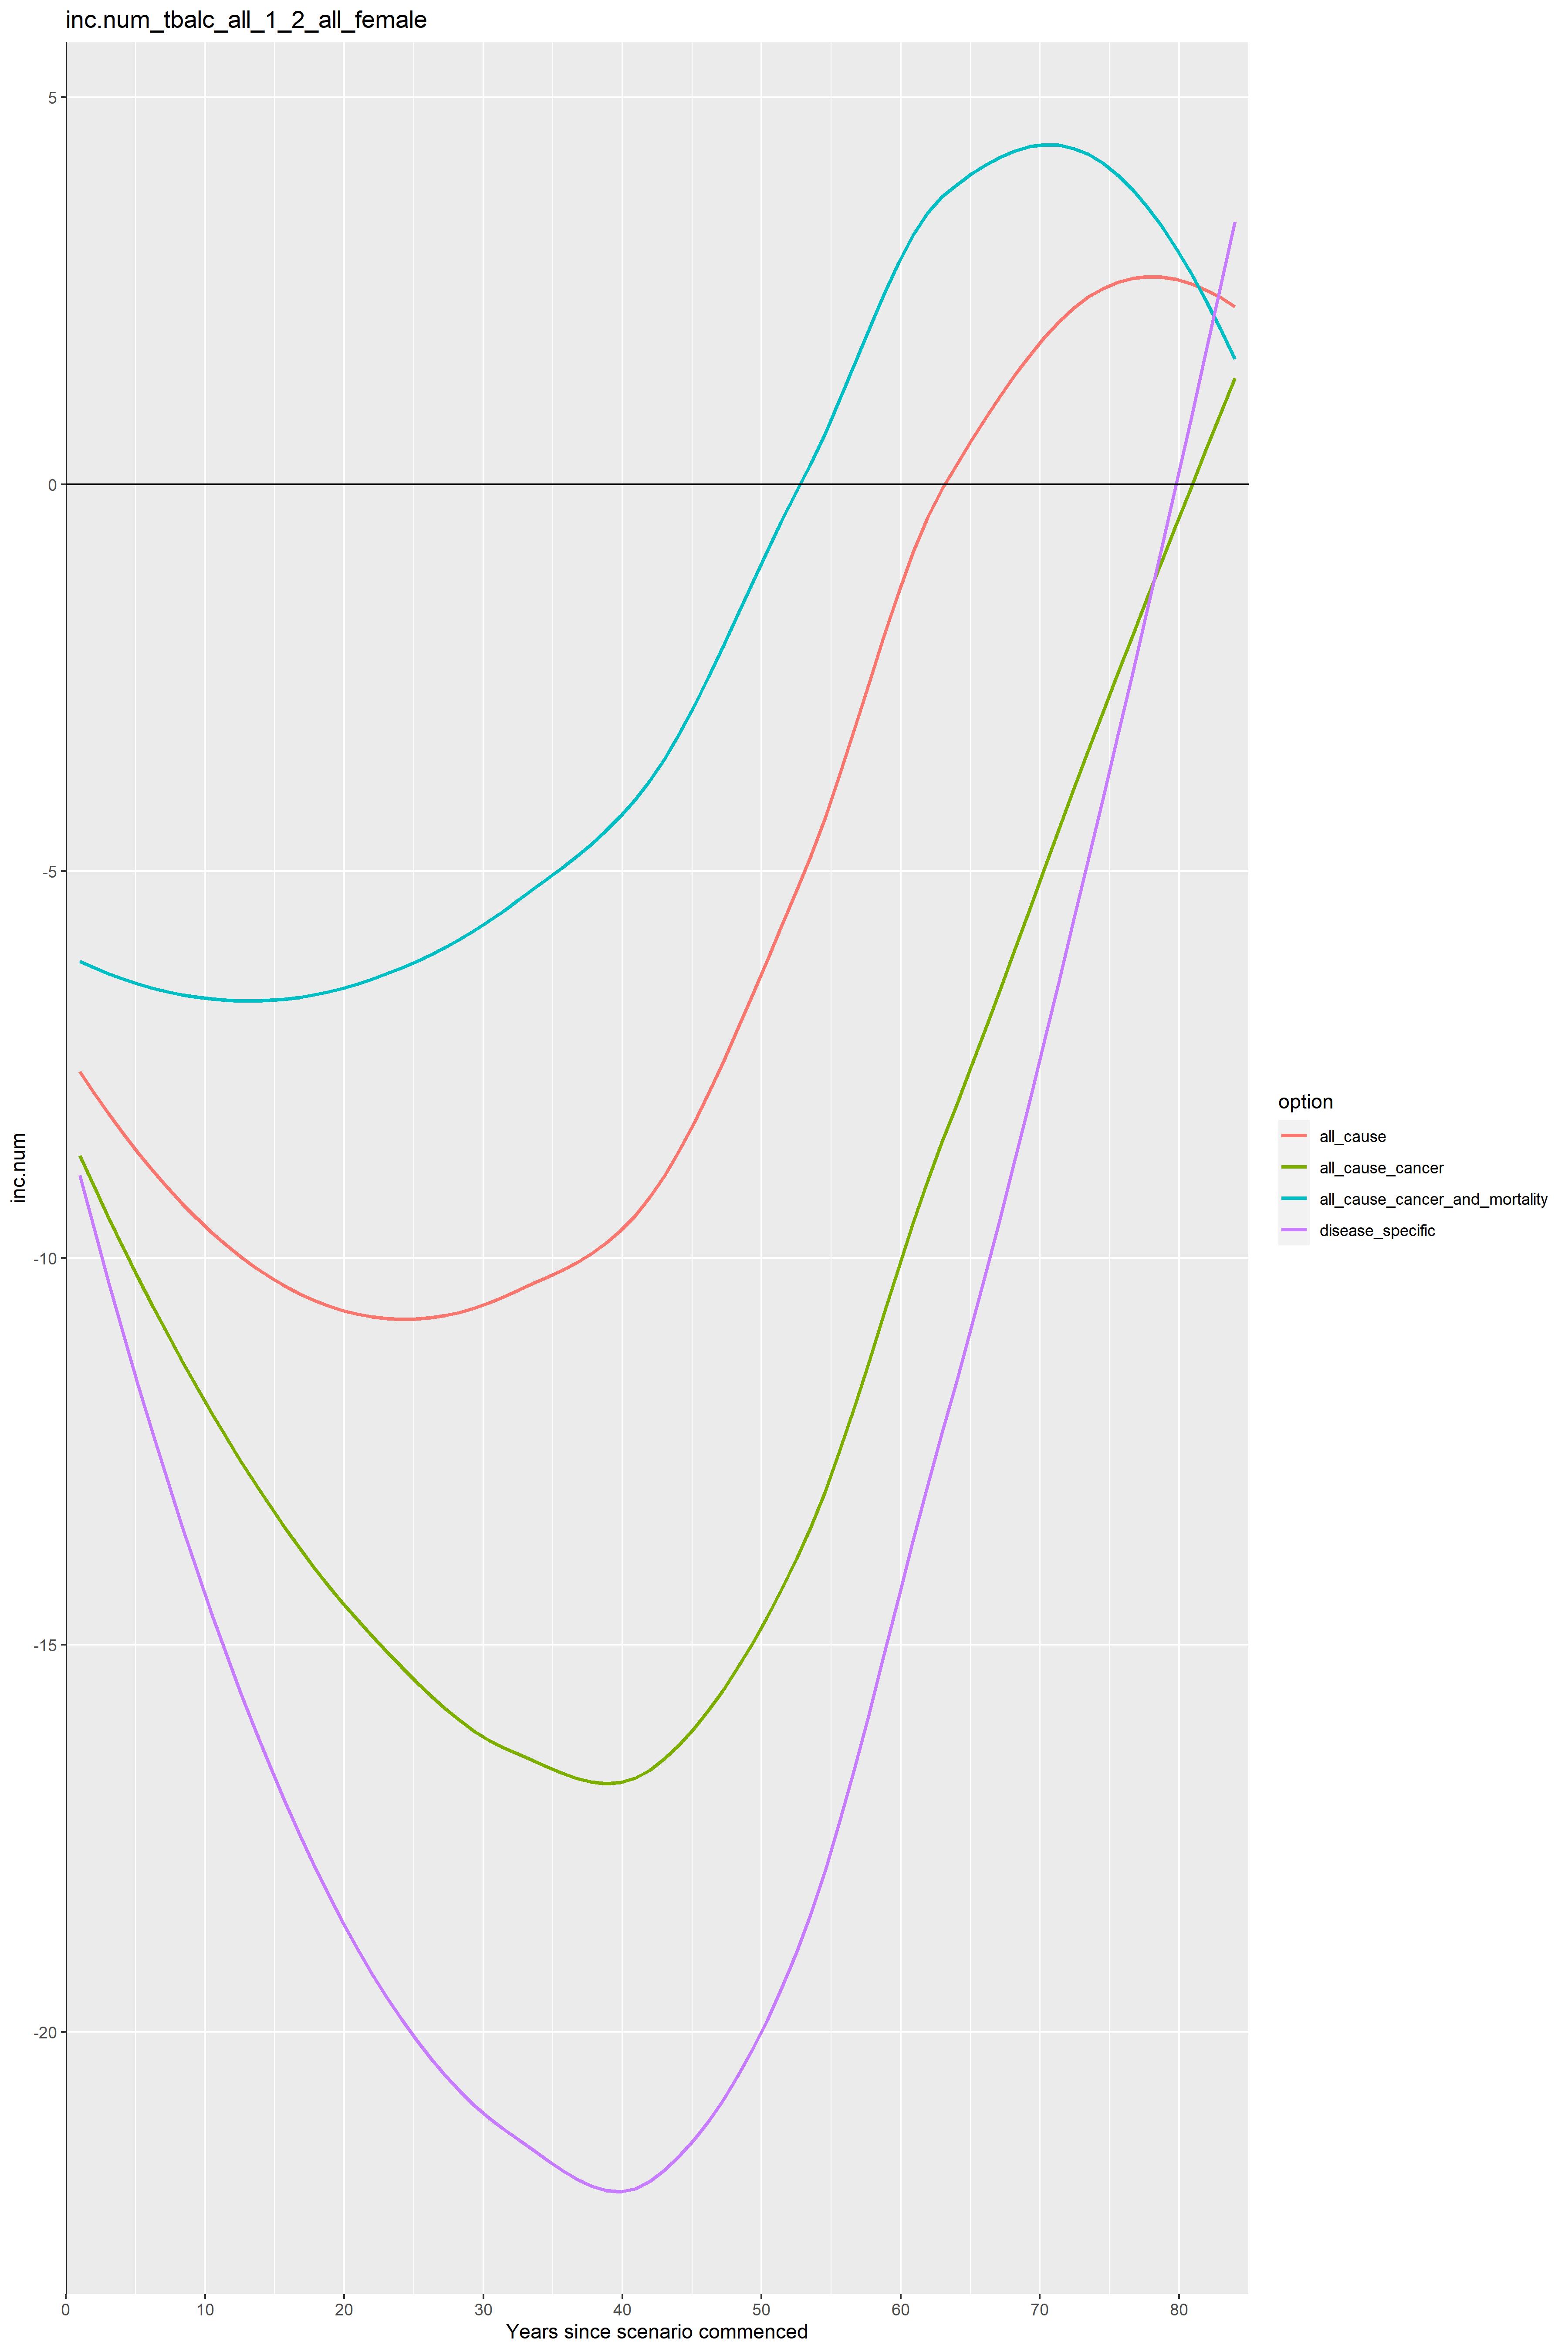 inc.num_tbalc_all_1_2_all_female
5
0
-5
-10
-15
-20
inc.num
0 10 20 30 40 50 60 70 80
Years since scenario commenced
option
all_cause
all_cause_cancer
all_cause_cancer_and_mortality
disease_specific